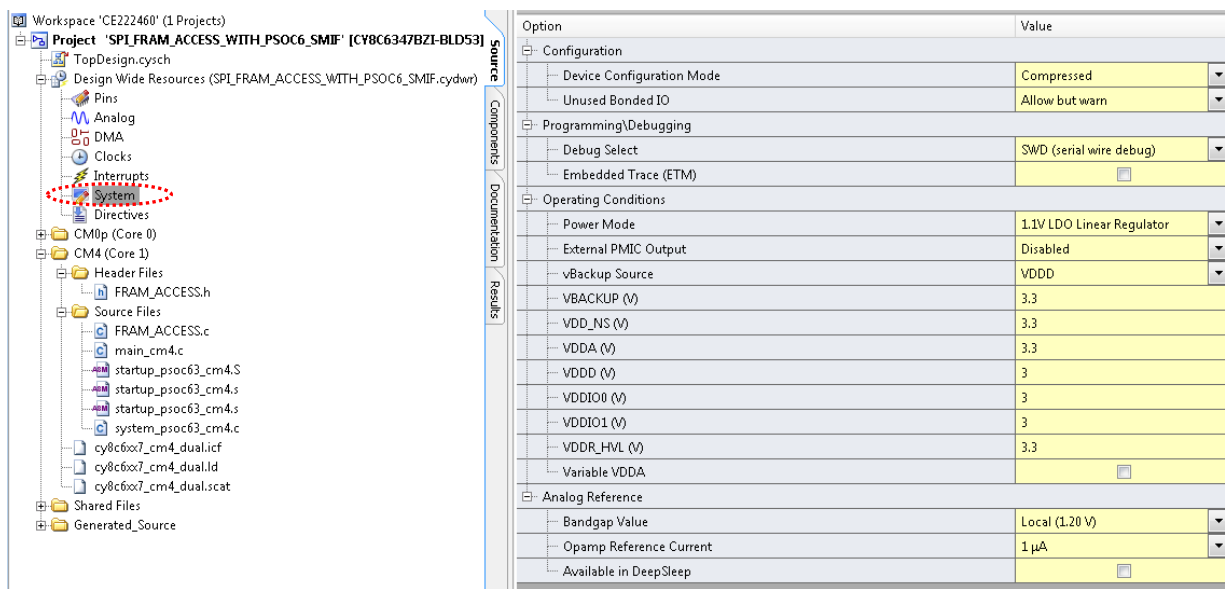 Workspace 'CE222460' (1 Projects)
Project 'SPI_FRAM_ACCESS_WITH_PSOC6_SMIF' [CY8C6347BZI-BLD53]
TopDesign.cysch
Design Wide Resources (SPI_FRAM_ACCESS_WITH_PSOC6_SMIF.cydwr)
Pins
Analog
DMA
Clocks
Interrupts
System
Directives
CM0p (Core 0)
CM4 (Core 1)
Header Files
h FRAM_ACCESS.h
Source Files
c FRAM_ACCESS.c
c main_cm4.c
ASM startup_psoc63_cm4.S
ASM startup_psoc63_cm4.s
ASM startup_psoc63_cm4.s
c system_psoc63_cm4.c
cy8c6xx7_cm4_dual.icf
cy8c6xx7_cm4_dual.ld
cy8c6xx7_cm4_dual.scat
Shared Files
Generated_Source
Source
Components
Documentation
Results
Option Value
Configuration
Device Configuration Mode Compressed
Unused Bonded IO Allow but warn
Programming\Debugging
Debug Select SWD (serial wire debug)
Embedded Trace (ETM)
Operating Conditions
Power Mode 1.1V LDO Linear Regulator
External PMIC Output Disabled
vBackup Source VDDD
VBACKUP (V) 3.3
VDD_NS (V) 3.3
VDDA (V) 3.3
VDDD (V) 3
VDDIO0 (V) 3
VDDIO1 (V) 3
VDDR_HVL (V) 3.3
Variable VDDA
Analog Reference
Bandgap Value Local (1.20 V)
Opamp Reference Current 1 µA
Available in DeepSleep